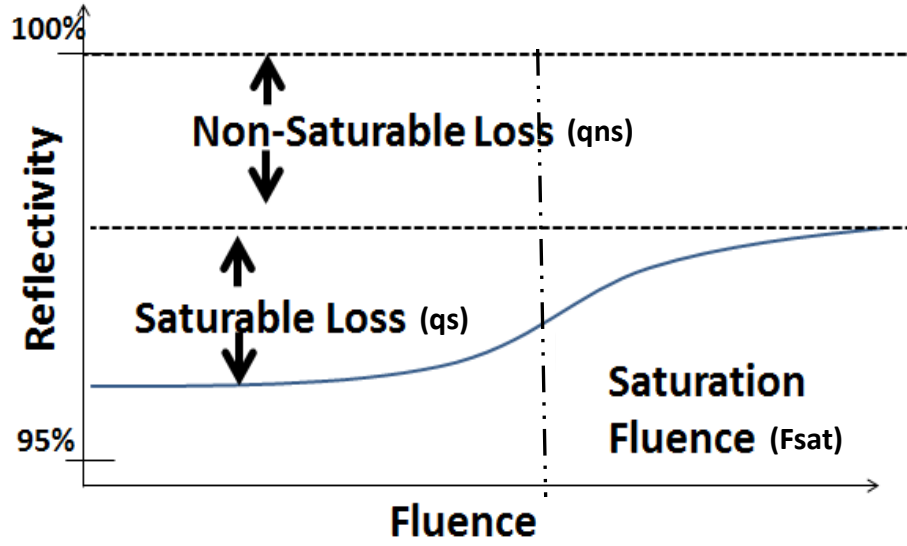 100%
Non-Saturable Loss (qns)
Reflectivity
Saturable Loss (qs)
Saturation
Fluence (Fsat)
95%
Fluence